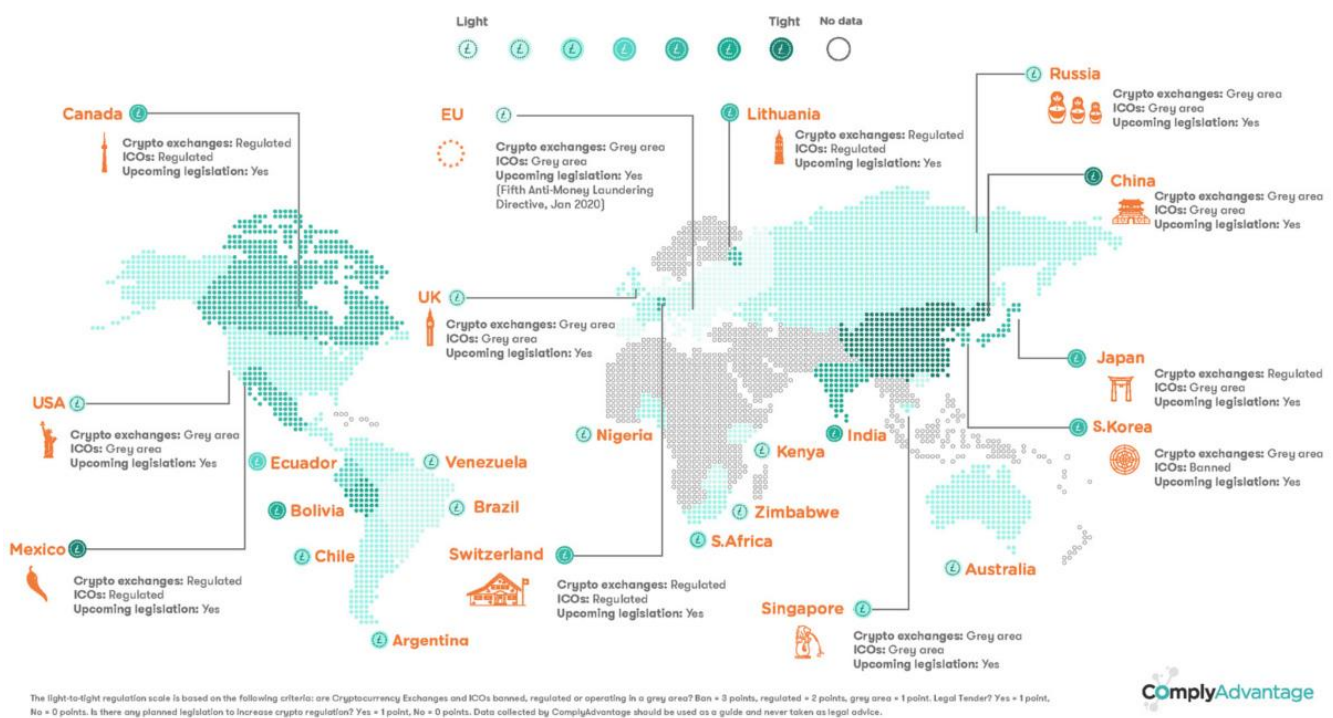 Light
Tight
No data
Canada
Crypto exchanges: Regulated
ICOs: Regulated
Upcoming legislation: Yes
EU
Crypto exchanges: Grey area
ICOs: Grey area
Upcoming legislation: Yes
(Fifth Anti-Money Laundering
Directive, Jan 2020)
Lithuania
Crypto exchanges: Regulated
ICOs: Regulated
Upcoming legislation: Yes
Russia
Crypto exchanges: Grey area
ICOs: Grey area
Upcoming legislation: Yes
China
Crypto exchanges: Grey area
ICOs: Grey area
Upcoming legislation: Yes
UK
Crypto exchanges: Grey area
ICOs: Grey area
Upcoming legislation: Yes
Japan
Crypto exchanges: Regulated
ICOs: Grey area
Upcoming legislation: Yes
USA
Crypto exchanges: Grey area
ICOs: Grey area
Upcoming legislation: Yes
S.Korea
Crypto exchanges: Grey area
ICOs: Banned
Upcoming legislation: Yes
Nigeria
India
Kenya
Ecuador
Venezuela
Bolivia
Brazil
Zimbabwe
S.Africa
Mexico
Crypto exchanges: Regulated
ICOs: Regulated
Upcoming legislation: Yes
Chile
Switzerland
Crypto exchanges: Regulated
ICOs: Regulated
Upcoming legislation: Yes
Australia
Singapore
Crypto exchanges: Grey area
ICOs: Grey area
Upcoming legislation: Yes
Argentina
The light-to-tight regulation scale is based on the following criteria: are Cryptocurrency Exchanges and ICOs banned, regulated or operating in a grey area? Ban = 3 points, regulated = 2 points, grey area = 1 point. Legal Tender? Yes = 1 point,
No = 0 points. Is there any planned legislation to increase crypto regulation? Yes = 1 point, No = 0 points. Data collected by ComplyAdvantage should be used as a guide and never taken as legal advice.
ComplyAdvantage